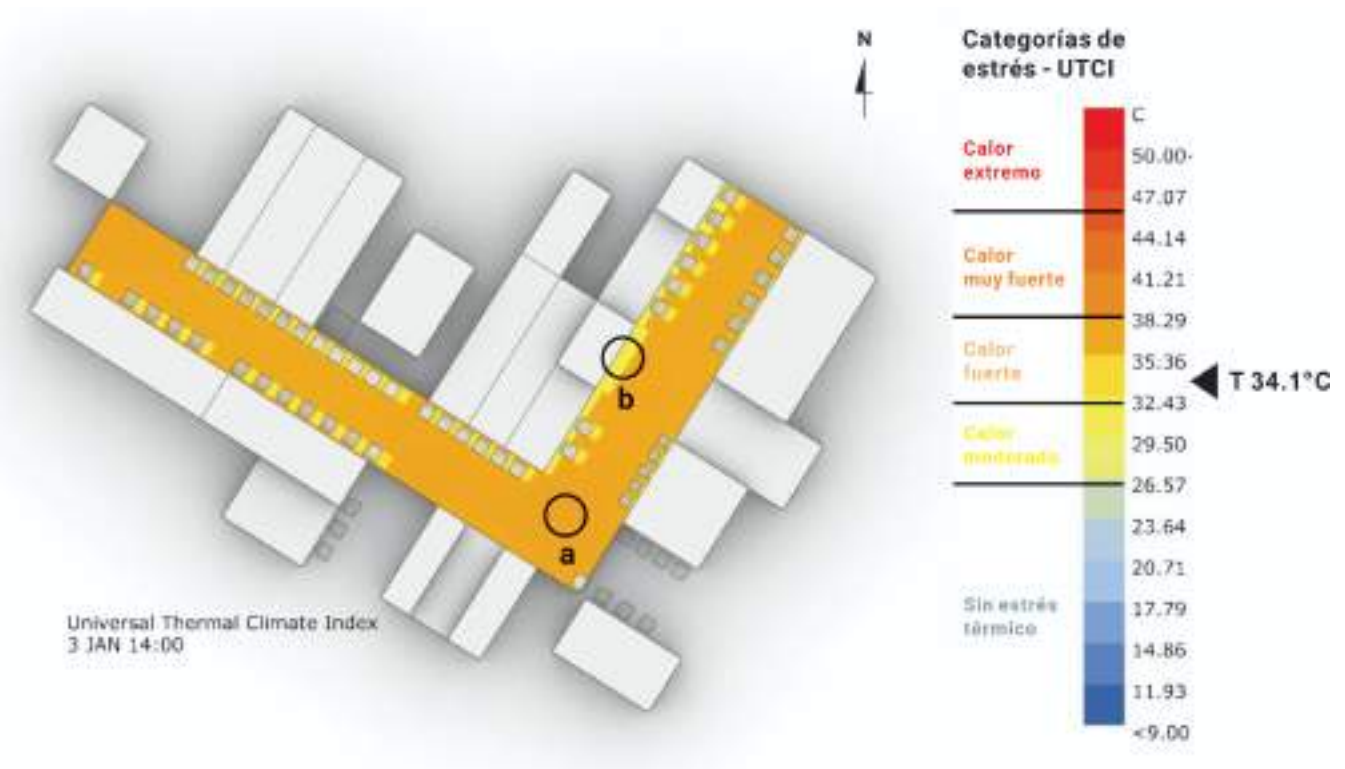 N
Categorías de
estrés - UTCI
C
Calor
extremo
50.00-
47.07
44.14
Calor
muy fuerte
41.21
38.29
Calor
fuerte
35.36
T 34.1°C
32.43
Calor
moderado
29.50
26.57
23.64
20.71
Sin estrés
térmico
17.79
14.86
11.93
<9.00
b
a
Universal Thermal Climate Index
3 JAN 14:00